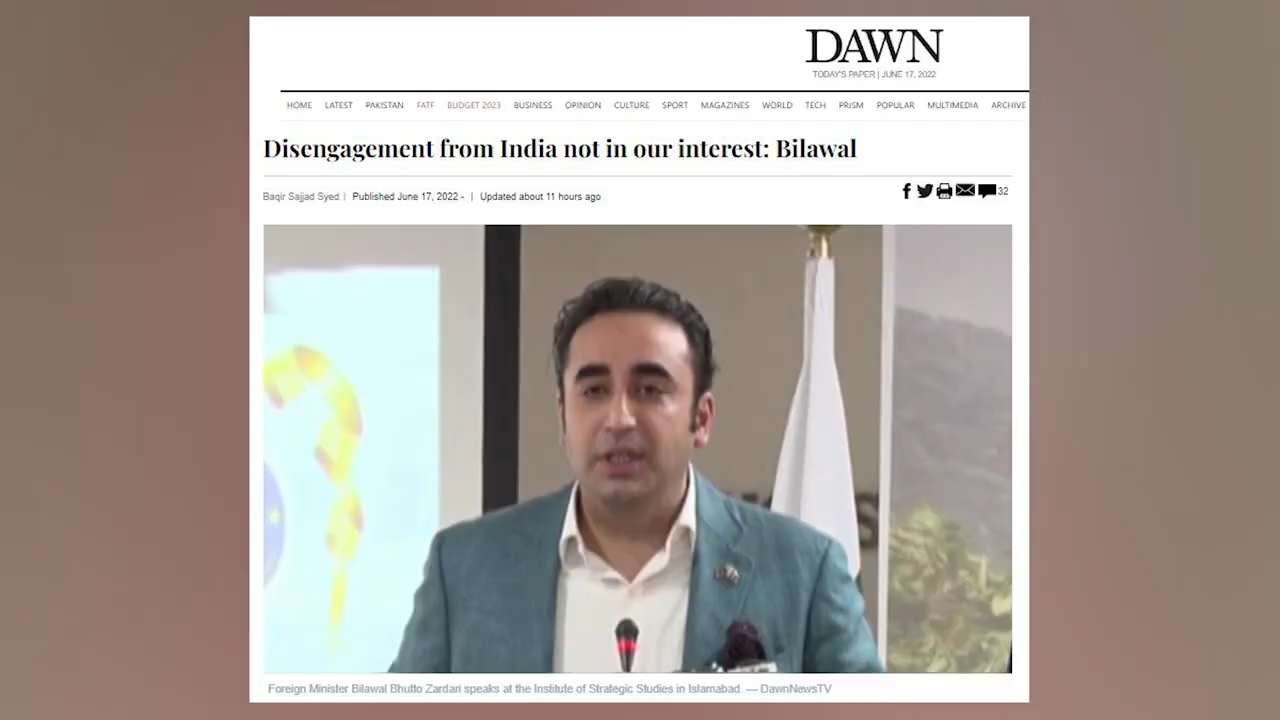 DAWN
TODAY'S PAPER | JUNE 17, 2022
HOME LATEST PAKISTAN FATF BUDGET 2023 BUSINESS OPINION CULTURE SPORT MAGAZINES WORLD TECH PRISM POPULAR MULTIMEDIA ARCHIVE
Disengagement from India not in our interest: Bilawal
Baqir Sajjad Syed | Published June 17, 2022 - | Updated about 11 hours ago
32
Foreign Minister Bilawal Bhutto Zardari speaks at the Institute of Strategic Studies in Islamabad. — DawnNewsTV